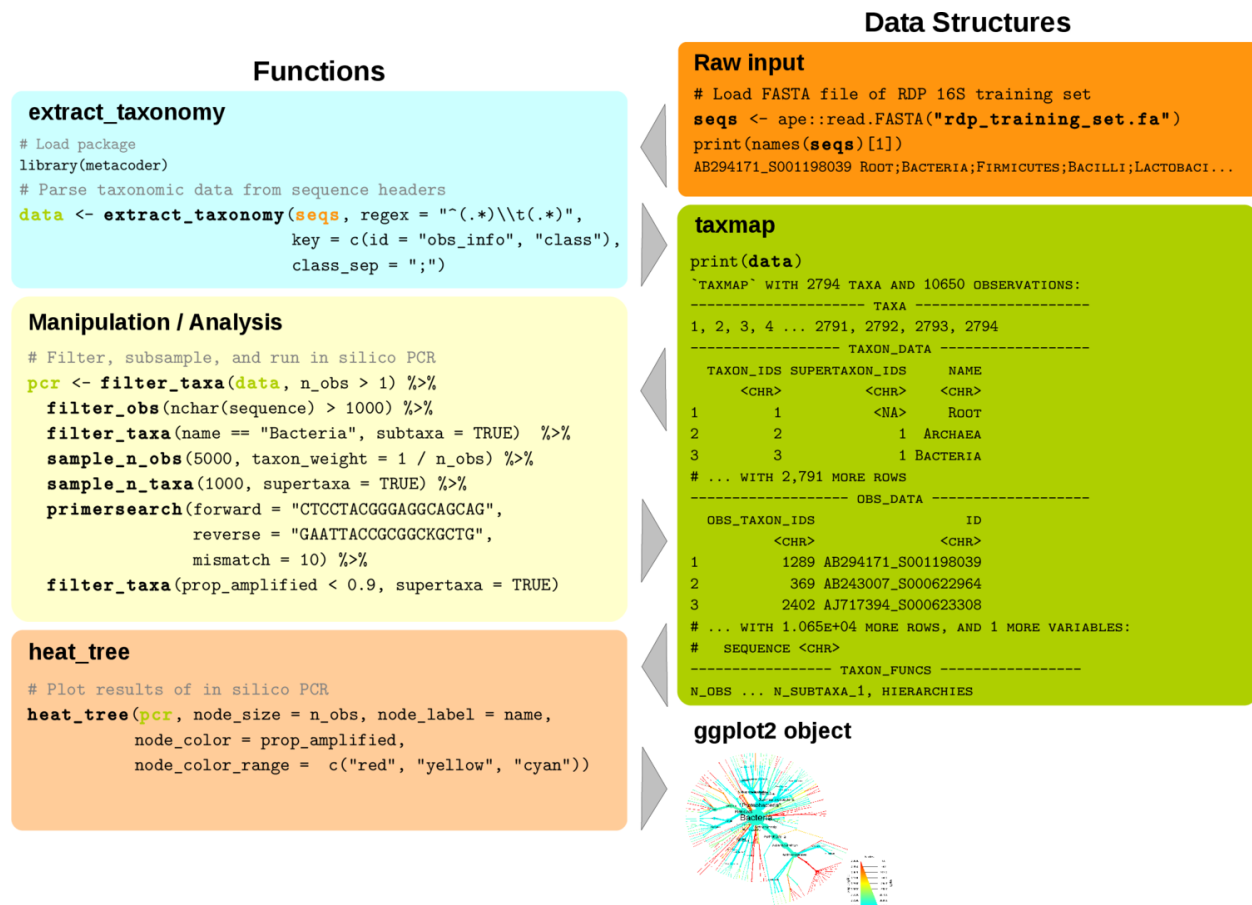 Functions
extract_taxonomy
# Load package
library(metacoder)
# Parse taxonomic data from sequence headers
data <- extract_taxonomy(seqs, regex = "^(.*)\\t(.*)",
key = c(id = "obs_info", "class"),
class_sep = ";")
Manipulation / Analysis
# Filter, subsample, and run in silico PCR
pcr <- filter_taxa(data, n_obs > 1) %>%
filter_obs(nchar(sequence) > 1000) %>%
filter_taxa(name == "Bacteria", subtaxa = TRUE) %>%
sample_n_obs(5000, taxon_weight = 1 / n_obs) %>%
sample_n_taxa(1000, supertaxa = TRUE) %>%
primersearch(forward = "CTCCTACGGGAGGCAGCAG",
reverse = "GAATTACCGCGGCKGCTG",
mismatch = 10) %>%
filter_taxa(prop_amplified < 0.9, supertaxa = TRUE)
heat_tree
# Plot results of in silico PCR
heat_tree(pcr, node_size = n_obs, node_label = name,
node_color = prop_amplified,
node_color_range = c("red", "yellow", "cyan"))
Data Structures
Raw input
# Load FASTA file of RDP 16S training set
seqs <- ape::read.FASTA("rdp_training_set.fa")
print(names(seqs)[1])
AB294171_S001198039 ROOT;BACTERIA;FIRMICUTES;BACILLI;LACTOBACI...
taxmap
print(data)
`TAXMAP` WITH 2794 TAXA AND 10650 OBSERVATIONS:
-------------------- TAXA --------------------
1, 2, 3, 4 ... 2791, 2792, 2793, 2794
----------------- TAXON_DATA -----------------
TAXON_IDS SUPERTAXON_IDS NAME
<CHR> <CHR> <CHR>
1 1 <NA> ROOT
2 2 1 ARCHAEA
3 3 1 BACTERIA
# ... WITH 2,791 MORE ROWS
------------------ OBS_DATA ------------------
OBS_TAXON_IDS ID
<CHR> <CHR>
1 1289 AB294171_S001198039
2 369 AB243007_S000622964
3 2402 AJ717394_S000623308
# ... WITH 1.065E+04 MORE ROWS, AND 1 MORE VARIABLES:
# SEQUENCE <CHR>
---------------- TAXON_FUNCS ----------------
N_OBS ... N_SUBTAXA_1, HIERARCHIES
ggplot2 object
Bacteria